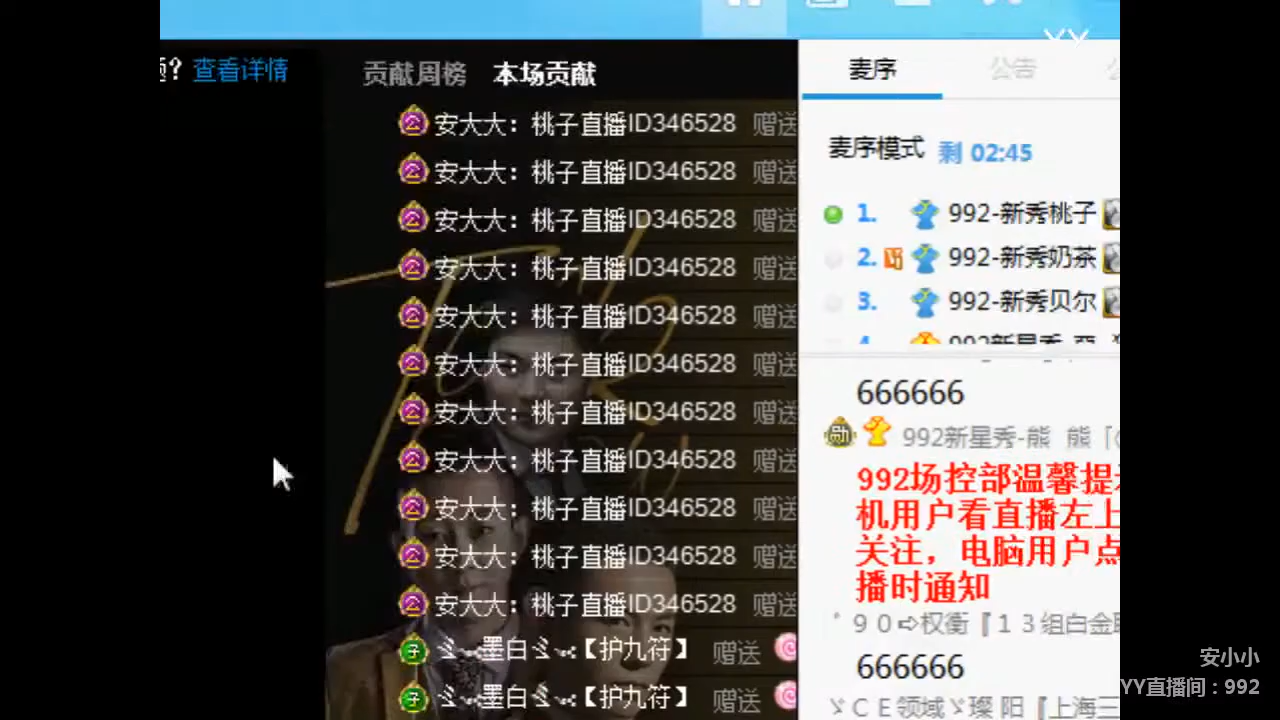 查看详情
贡献周榜 本场贡献
安大大：桃子直播ID346528 赠送
安大大：桃子直播ID346528 赠送
安大大：桃子直播ID346528 赠送
安大大：桃子直播ID346528 赠送
安大大：桃子直播ID346528 赠送
安大大：桃子直播ID346528 赠送
安大大：桃子直播ID346528 赠送
安大大：桃子直播ID346528 赠送
安大大：桃子直播ID346528 赠送
安大大：桃子直播ID346528 赠送
安大大：桃子直播ID346528 赠送
墨白【护九符】 赠送
墨白【护九符】 赠送
YY
麦序 公告
麦序模式 剩 02:45
1. 992-新秀桃子
2. 992-新秀奶茶
3. 992-新秀贝尔
666666
勋 992新星秀-熊 熊「
992场控部温馨提示
机用户看直播左上
关注，电脑用户点
播时通知
90⇨权衡『13组白金
666666
CE领域ゞ璨阳『上海三
安小小
YY直播间：992